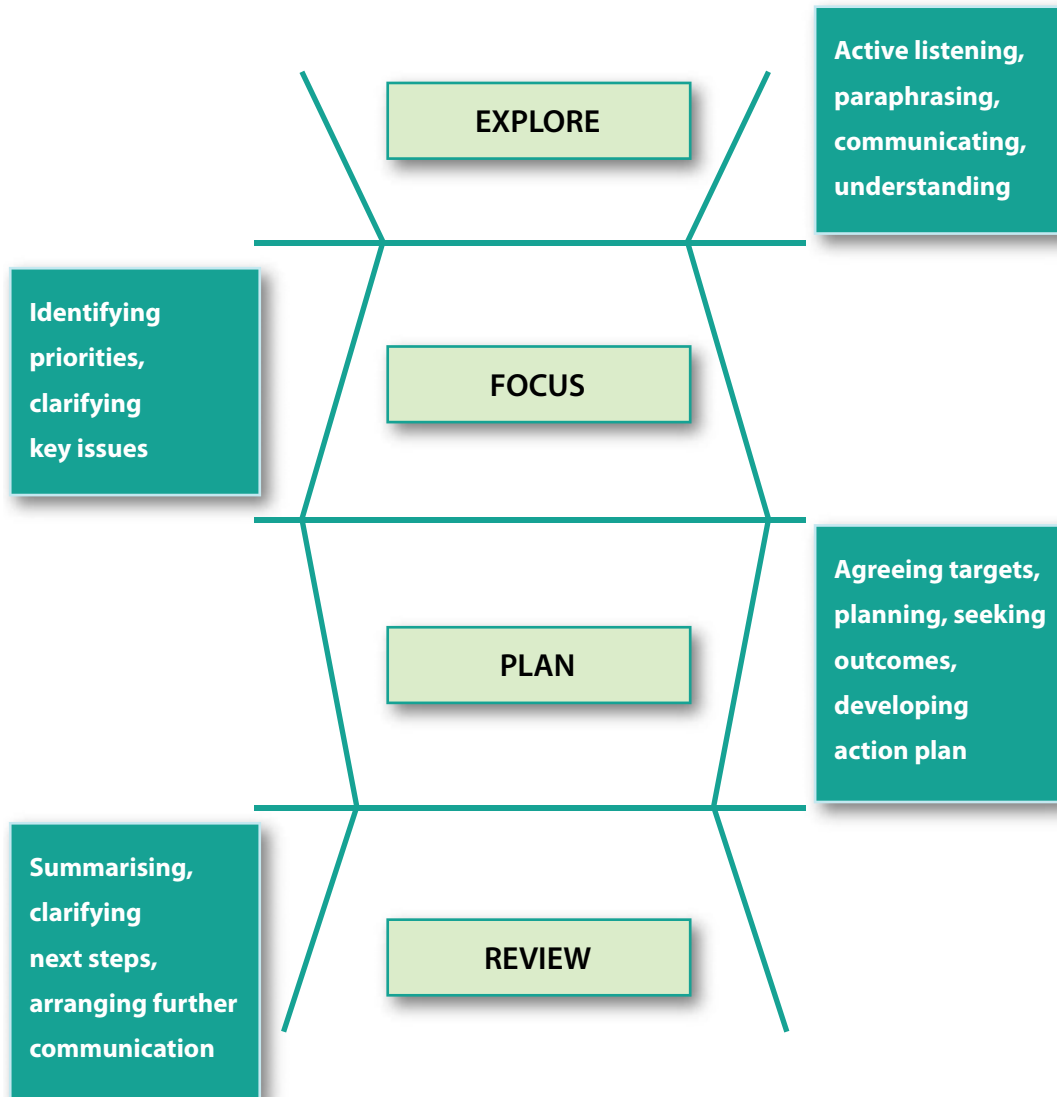 EXPLORE
Active listening,
paraphrasing,
communicating,
understanding
Identifying
priorities,
clarifying
key issues
FOCUS
PLAN
Agreeing targets,
planning, seeking
outcomes,
developing
action plan
Summarising,
clarifying
next steps,
arranging further
communication
REVIEW